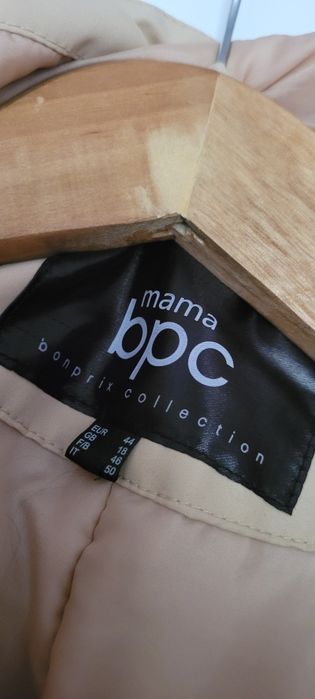 mama
bpc
bonprix collection
EUR 44
GB 18
F/B 46
IT 50